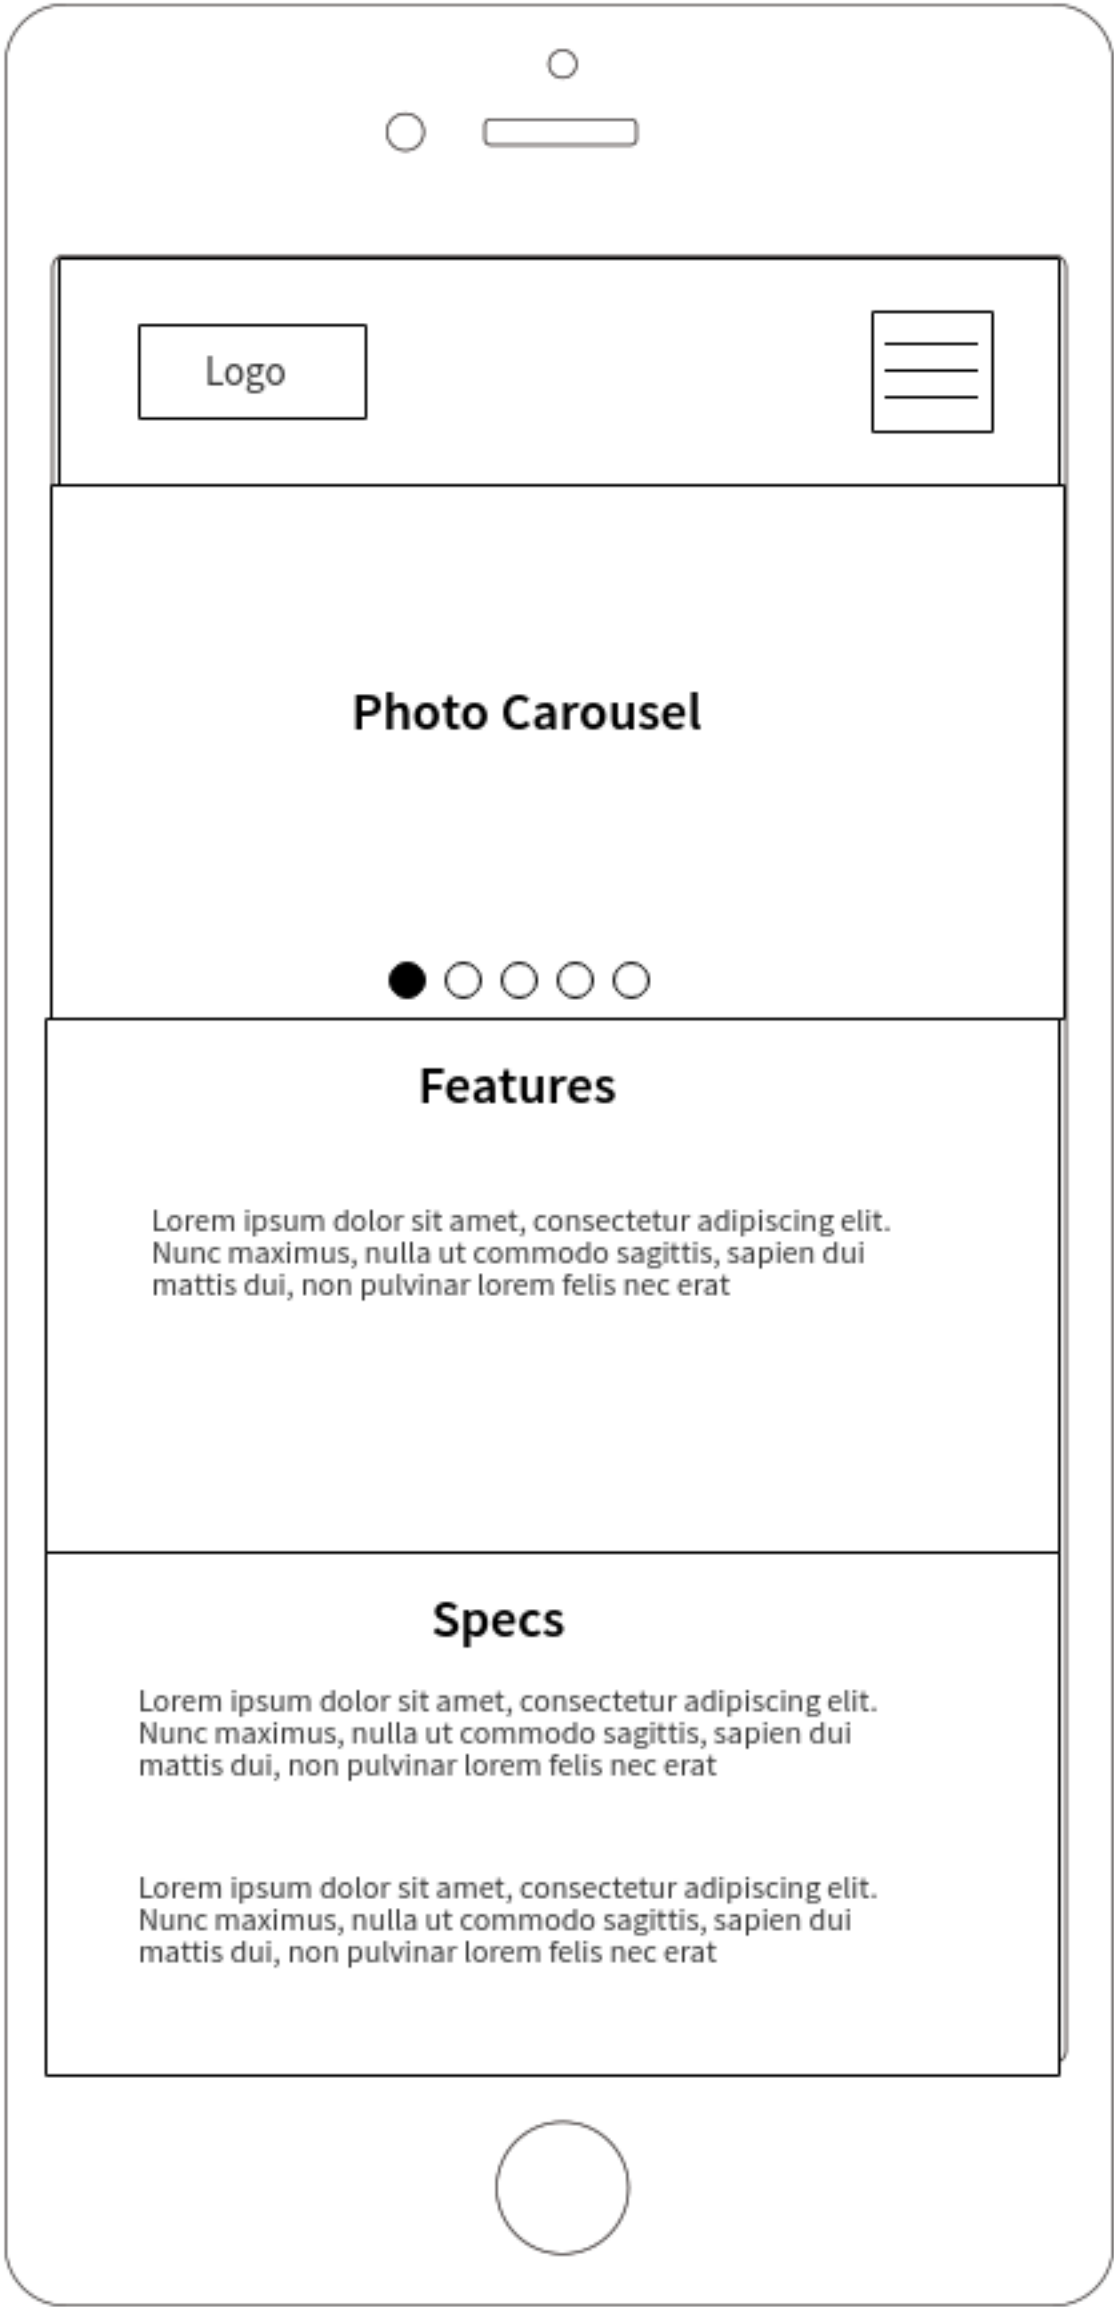 Logo
Photo Carousel
Features
Lorem ipsum dolor sit amet, consectetur adipiscing elit.
Nunc maximus, nulla ut commodo sagittis, sapien dui
mattis dui, non pulvinar lorem felis nec erat
Specs
Lorem ipsum dolor sit amet, consectetur adipiscing elit.
Nunc maximus, nulla ut commodo sagittis, sapien dui
mattis dui, non pulvinar lorem felis nec erat
Lorem ipsum dolor sit amet, consectetur adipiscing elit.
Nunc maximus, nulla ut commodo sagittis, sapien dui
mattis dui, non pulvinar lorem felis nec erat